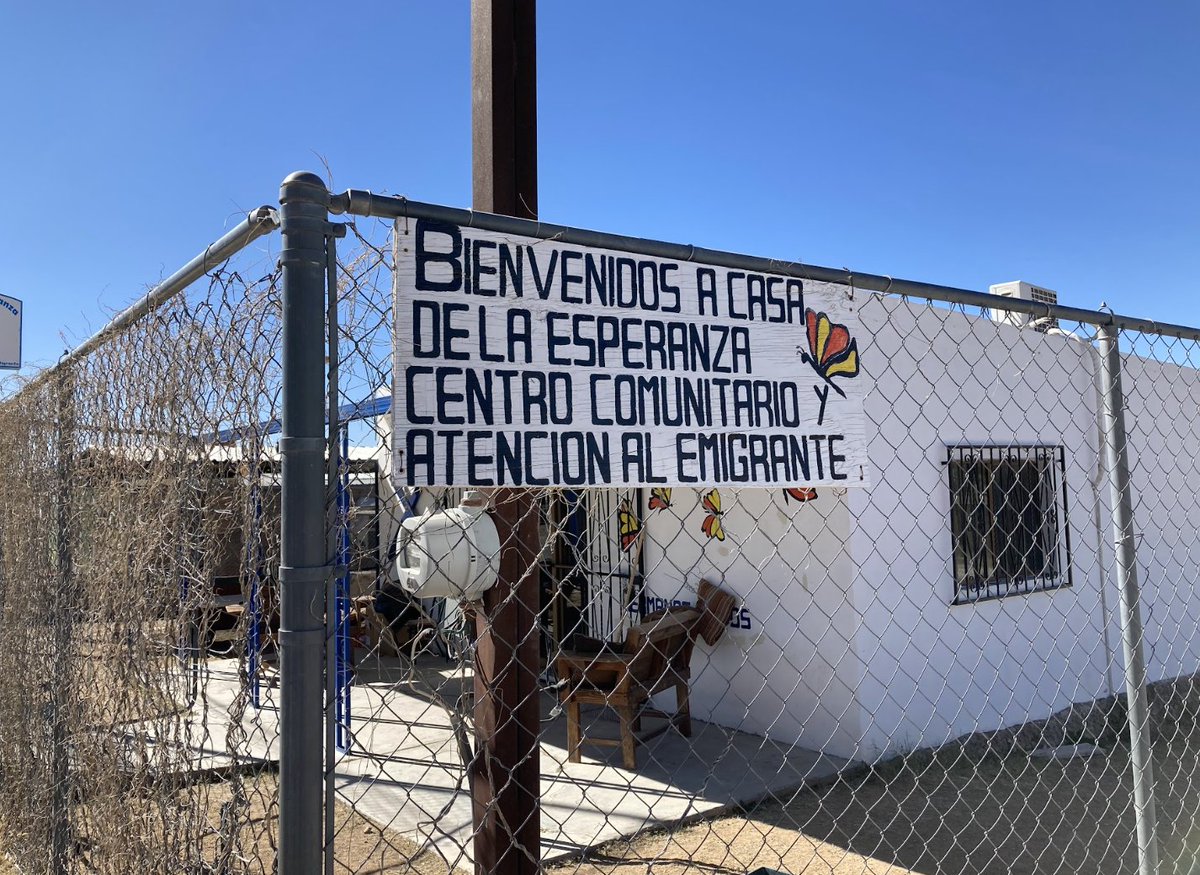 BIENVENIDOS A CASA
DE LA ESPERANZA
CENTRO COMUNITARIO Y
ATENCION AL EMIGRANTE